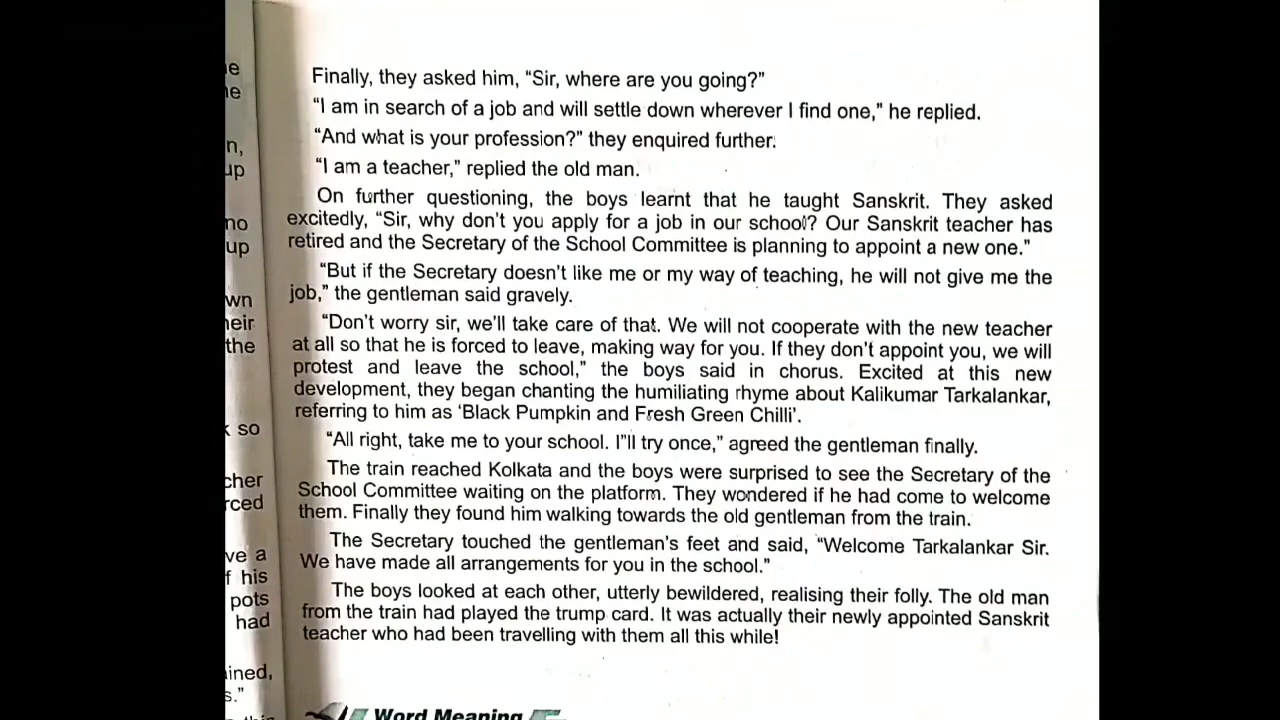 e
ne
n,
up
no
up
wn
heir
the
k so
cher
rced
ve a
f his
pots
had
ined,
s."
Finally, they asked him, “Sir, where are you going?”
“I am in search of a job and will settle down wherever I find one,” he replied.
“And what is your profession?” they enquired further.
“I am a teacher,” replied the old man.
On further questioning, the boys learnt that he taught Sanskrit. They asked
excitedly, “Sir, why don't you apply for a job in our school? Our Sanskrit teacher has
retired and the Secretary of the School Committee is planning to appoint a new one.”
“But if the Secretary doesn't like me or my way of teaching, he will not give me the
job,” the gentleman said gravely.
“Don't worry sir, we'll take care of that. We will not cooperate with the new teacher
at all so that he is forced to leave, making way for you. If they don't appoint you, we will
protest and leave the school,” the boys said in chorus. Excited at this new
development, they began chanting the humiliating rhyme about Kalikumar Tarkalankar,
referring to him as ‘Black Pumpkin and Fresh Green Chilli’.
“All right, take me to your school. I''ll try once,” agreed the gentleman finally.
The train reached Kolkata and the boys were surprised to see the Secretary of the
School Committee waiting on the platform. They wondered if he had come to welcome
them. Finally they found him walking towards the old gentleman from the train.
The Secretary touched the gentleman's feet and said, “Welcome Tarkalankar Sir.
We have made all arrangements for you in the school.”
The boys looked at each other, utterly bewildered, realising their folly. The old man
from the train had played the trump card. It was actually their newly appointed Sanskrit
teacher who had been travelling with them all this while!
Word Meaning